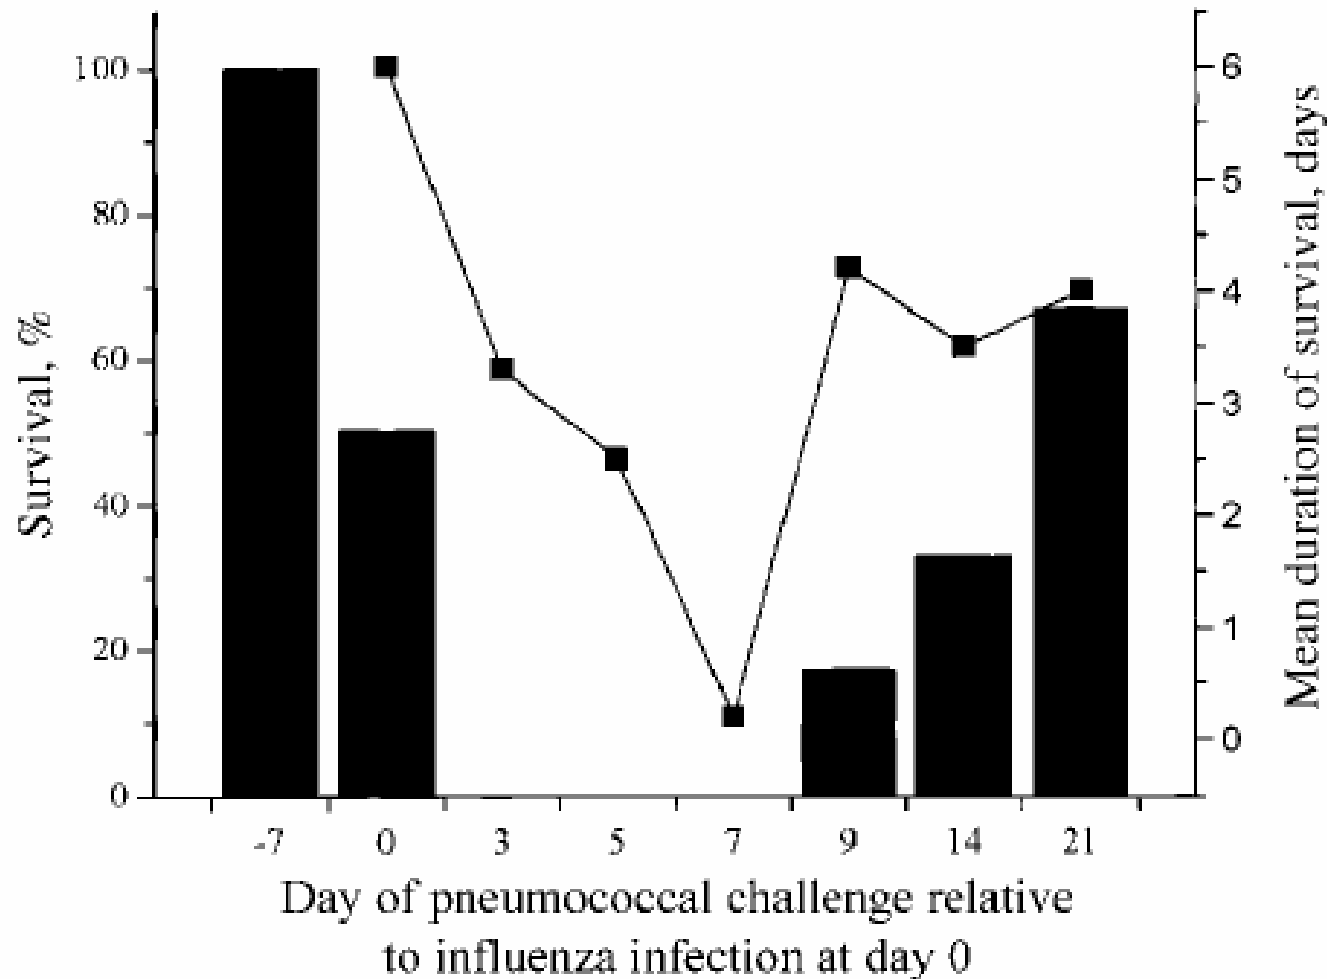 Survival, %
100
80
60
40
20
0
-7 0 3 5 7 9 14 21
Day of pneumococcal challenge relative
to influenza infection at day 0
6
5
4
3
2
1
0
Mean duration of survival, days